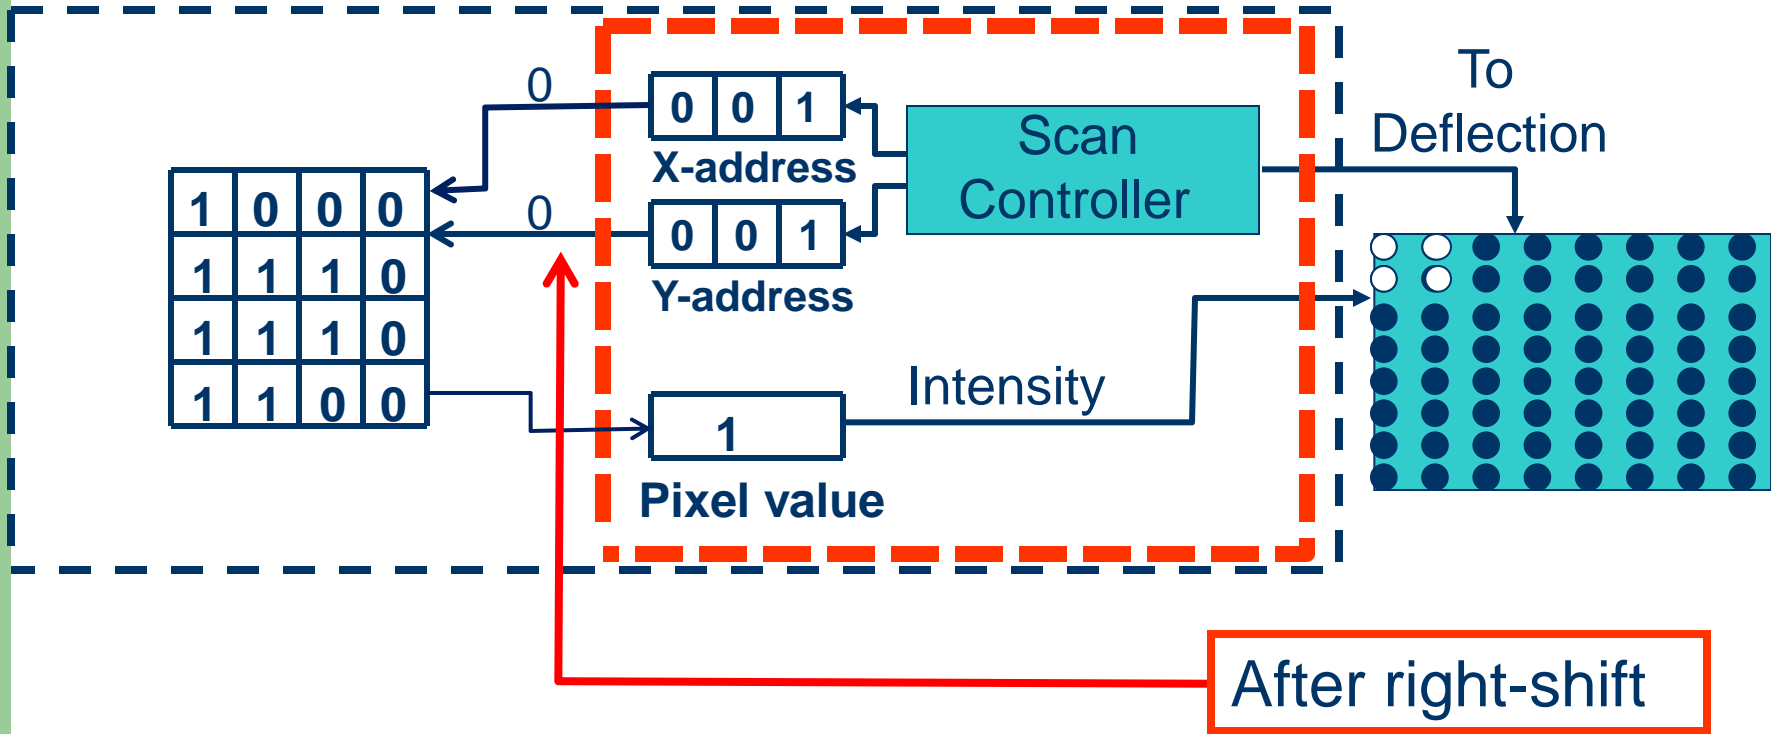 0
0 0 1
X-address
Scan
Controller
To
Deflection
1 0 0 0
1 1 1 0
1 1 1 0
1 1 0 0
0
0 0 1
Y-address
Intensity
1
Pixel value
After right-shift